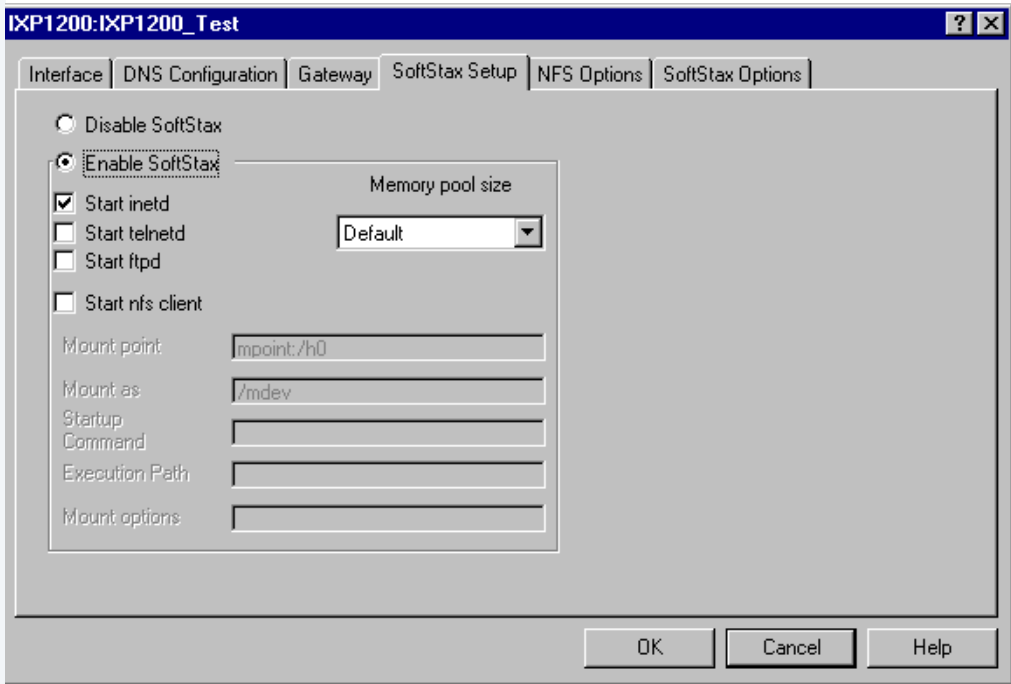 IXP1200:IXP1200_Test
Interface DNS Configuration Gateway SoftStax Setup NFS Options SoftStax Options
Disable SoftStax
Enable SoftStax
Memory pool size
Start inetd
Start telnetd
Default
Start ftpd
Start nfs client
Mount point mpoint:/h0
Mount as /mdev
Startup
Command
Execution Path
Mount options
OK Cancel Help